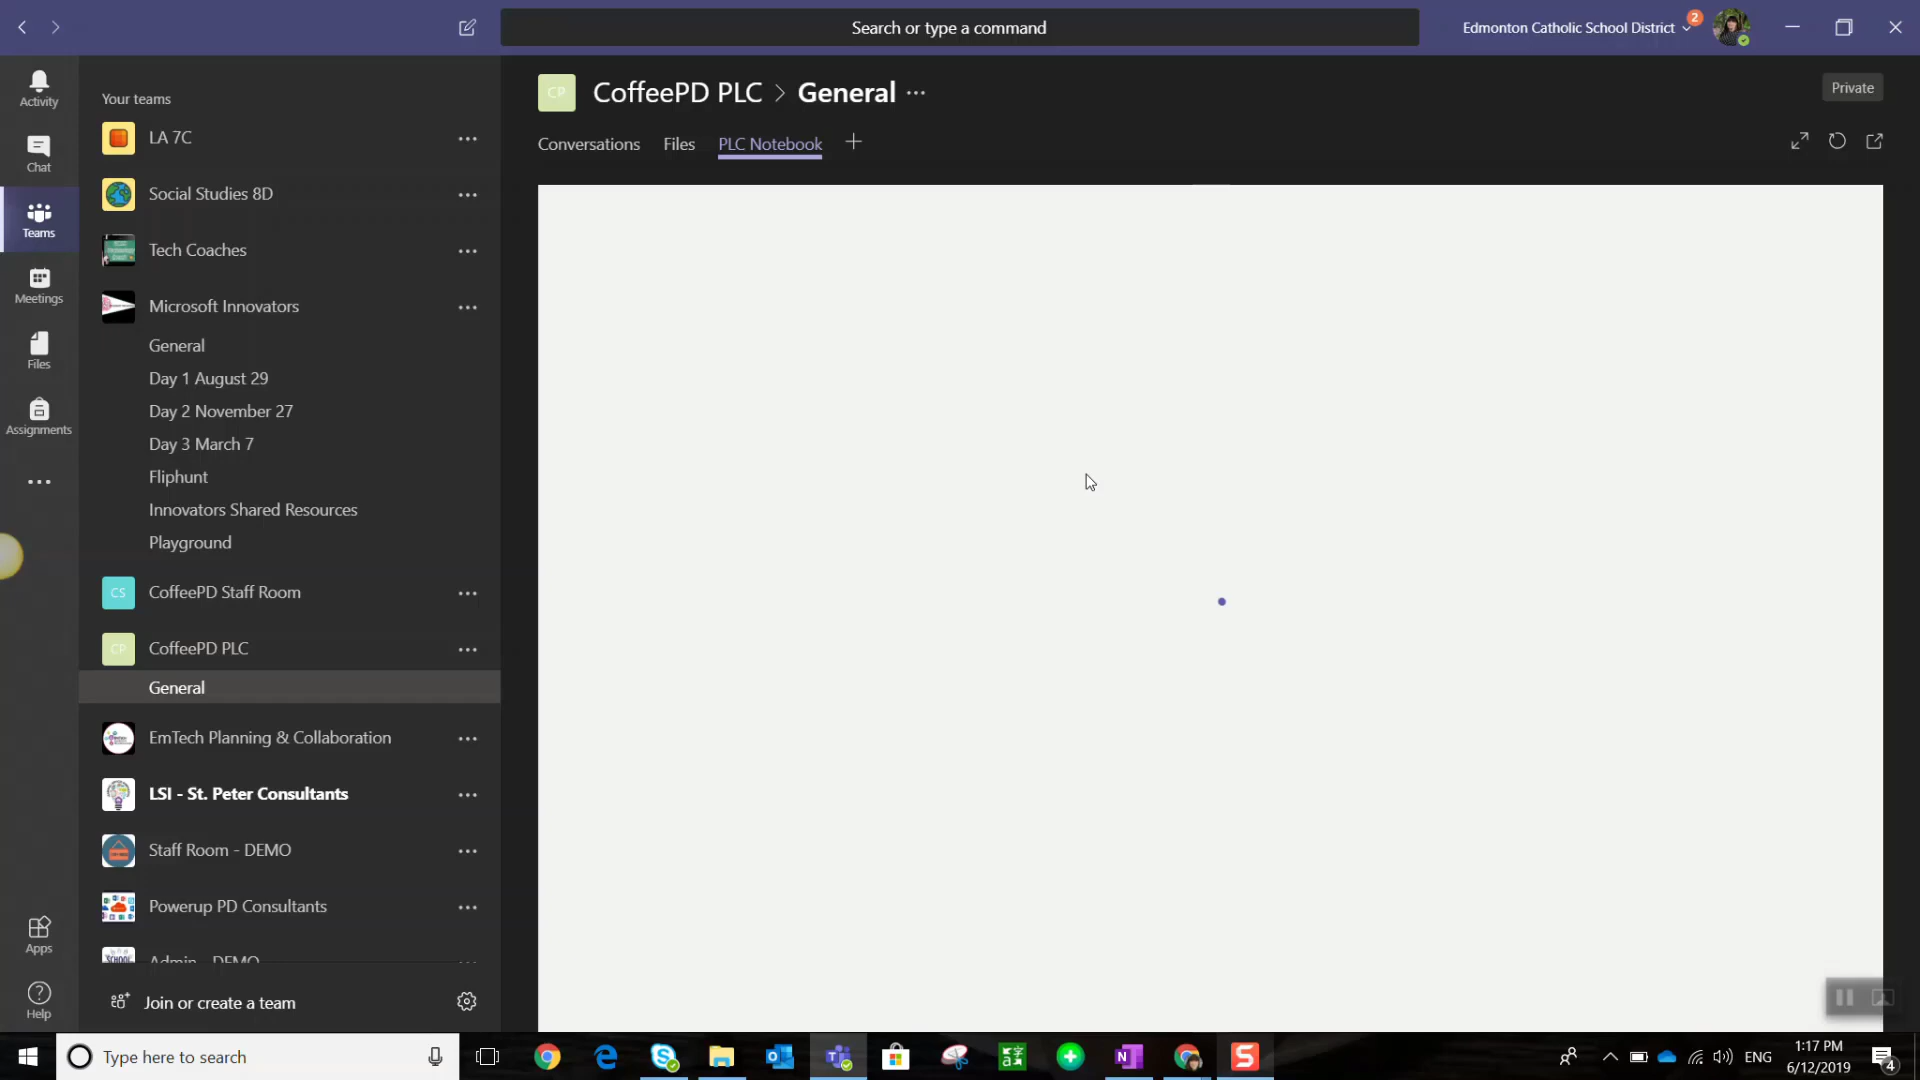 Search or type a command
Edmonton Catholic School District
2
Activity
Chat
Teams
Meetings
Files
Assignments
Apps
Help
Your teams
LA 7C
Social Studies 8D
Tech Coaches
Microsoft Innovators
General
Day 1 August 29
Day 2 November 27
Day 3 March 7
Fliphunt
Innovators Shared Resources
Playground
CS
CoffeePD Staff Room
CP
CoffeePD PLC
General
EmTech Planning & Collaboration
LSI - St. Peter Consultants
Staff Room - DEMO
Powerup PD Consultants
Admin - DEMO
Join or create a team
CP
CoffeePD PLC > General
Private
Conversations
Files
PLC Notebook
Type here to search
ENG
1:17 PM
6/12/2019
4